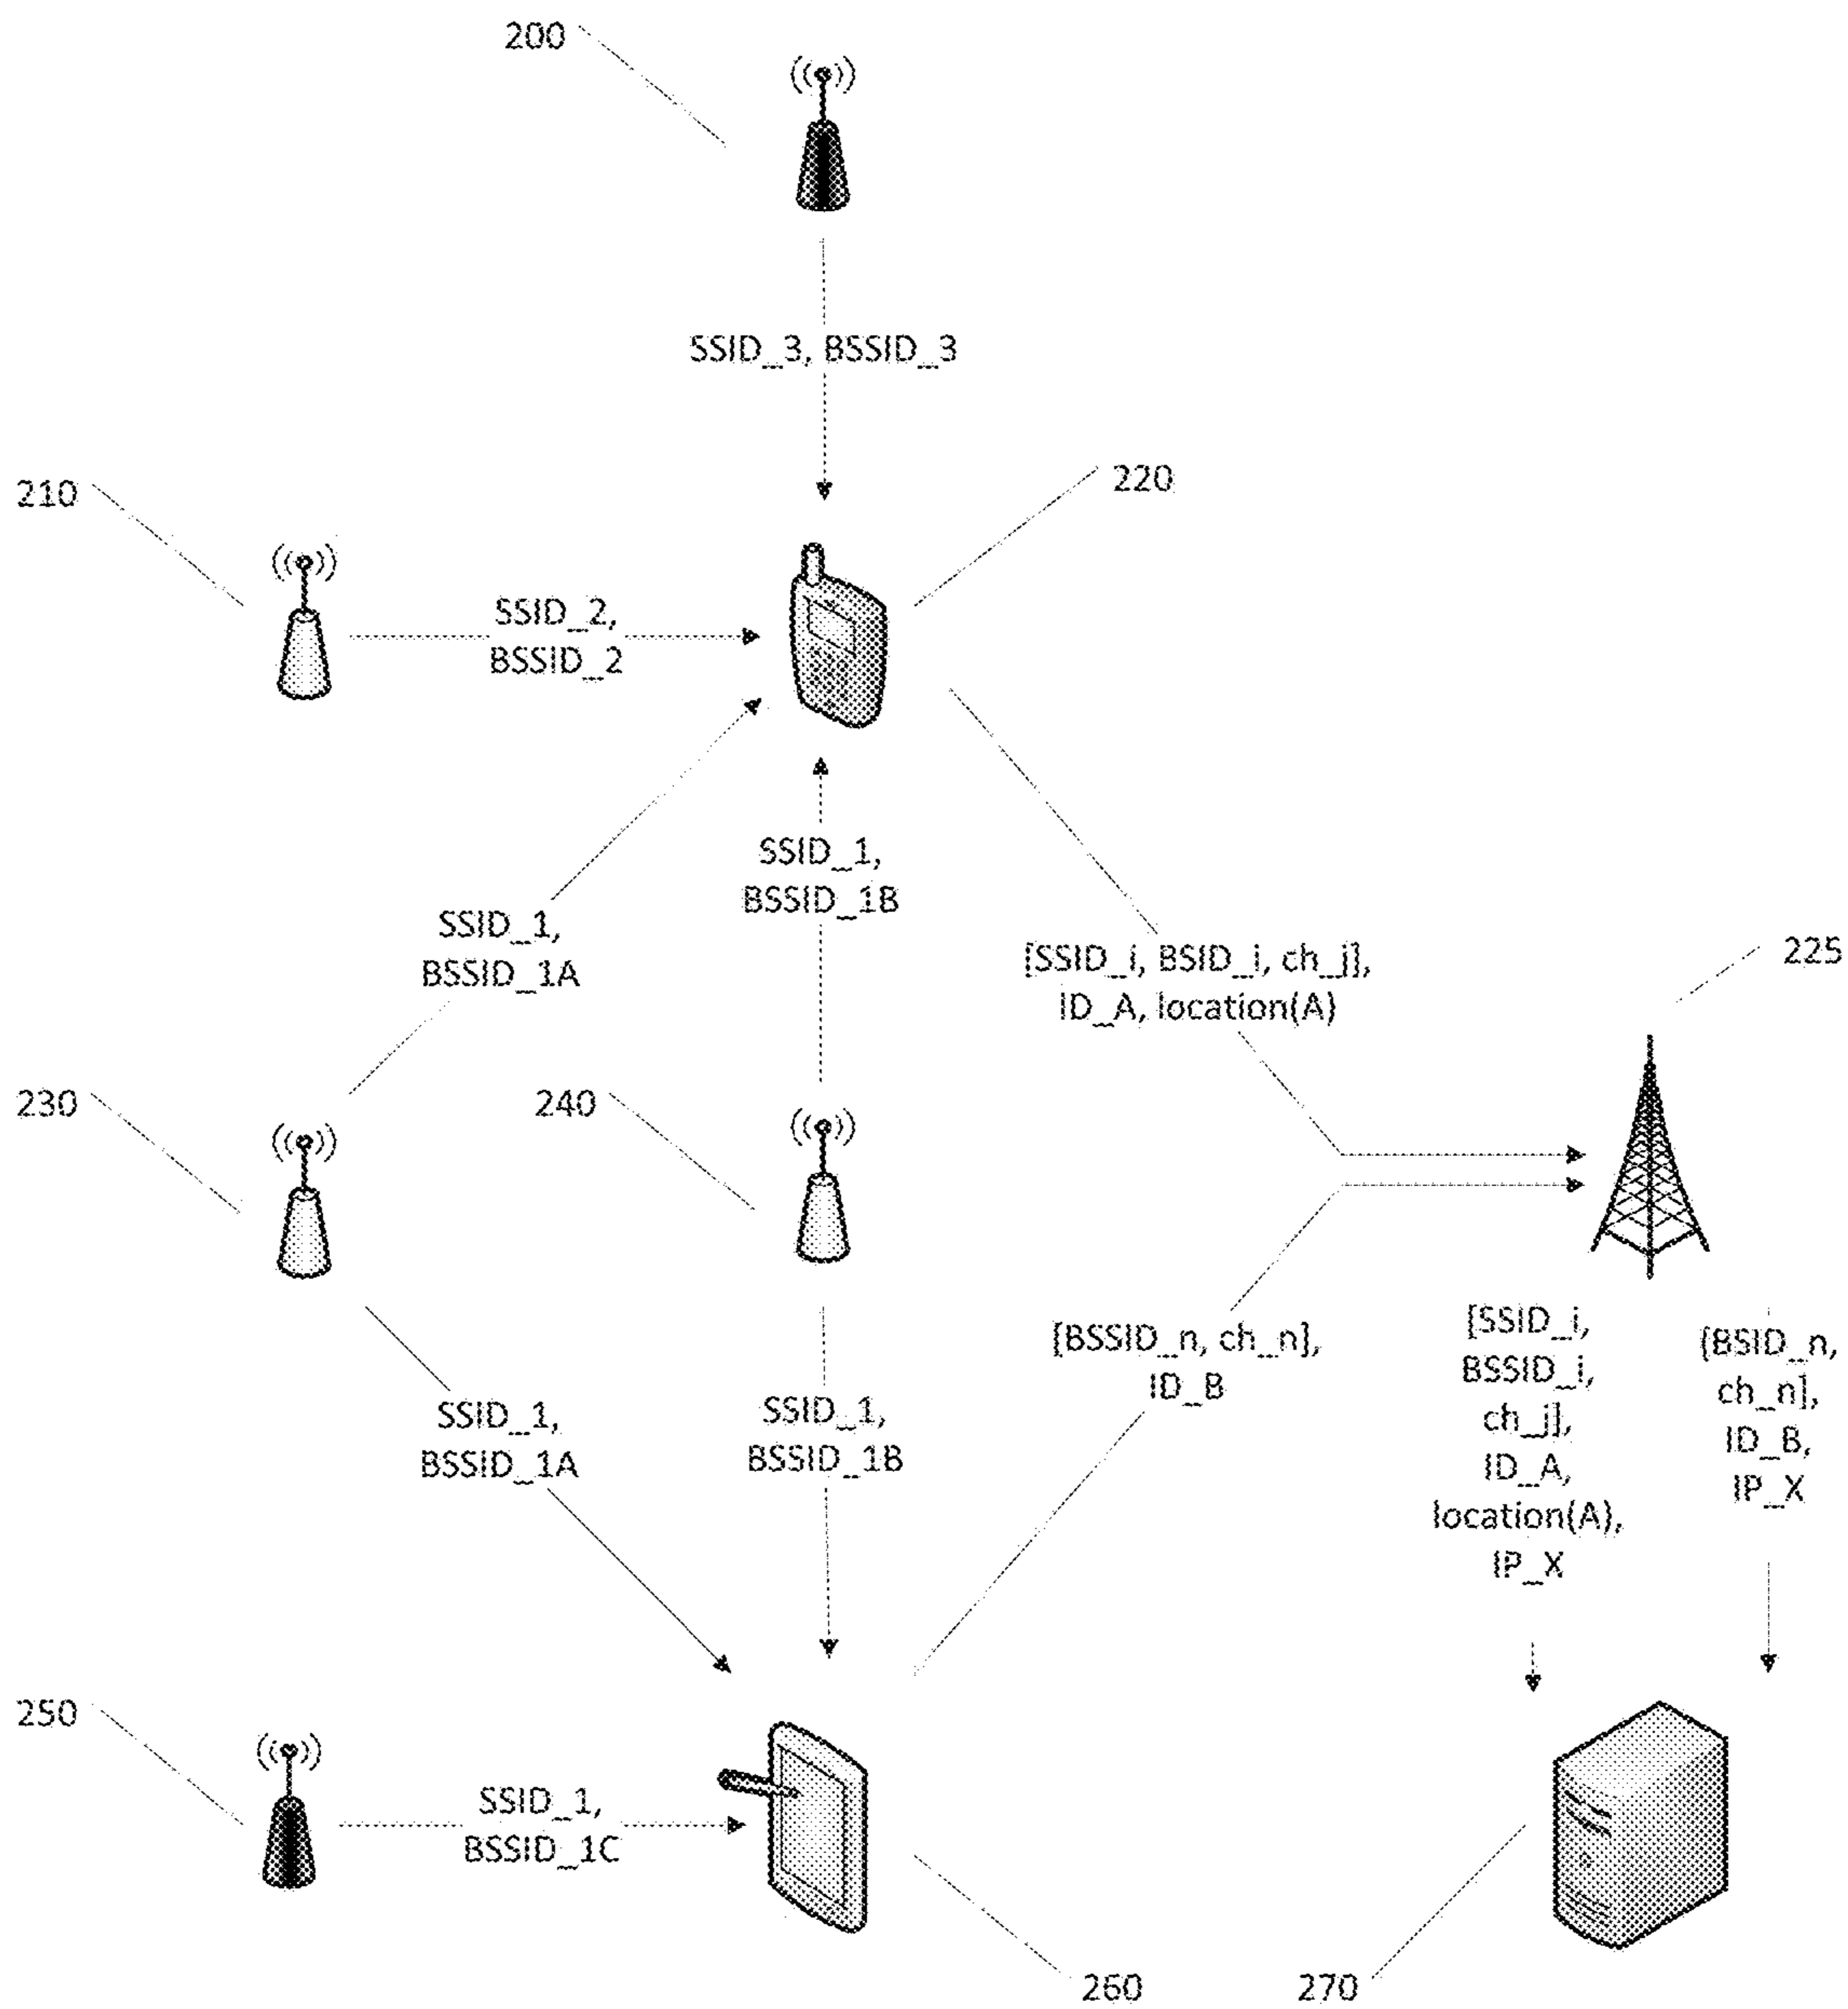 200
SSID_3, BSSID_3
210
220
SSID_2,
BSSID_2
SSID_1,
BSSID_1B
SSID_1,
BSSID_1A
[SSID_i, BSID_i, ch_j],
ID_A, location(A)
225
230
240
[BSSID_n, ch_n],
ID_B
[SSID_i,
BSSID_i,
ch_j],
ID_A,
location(A),
IP_X
[BSID_n,
ch_n],
ID_B,
IP_X
SSID_1,
BSSID_1A
SSID_1,
BSSID_1B
250
SSID_1,
BSSID_1C
260
270